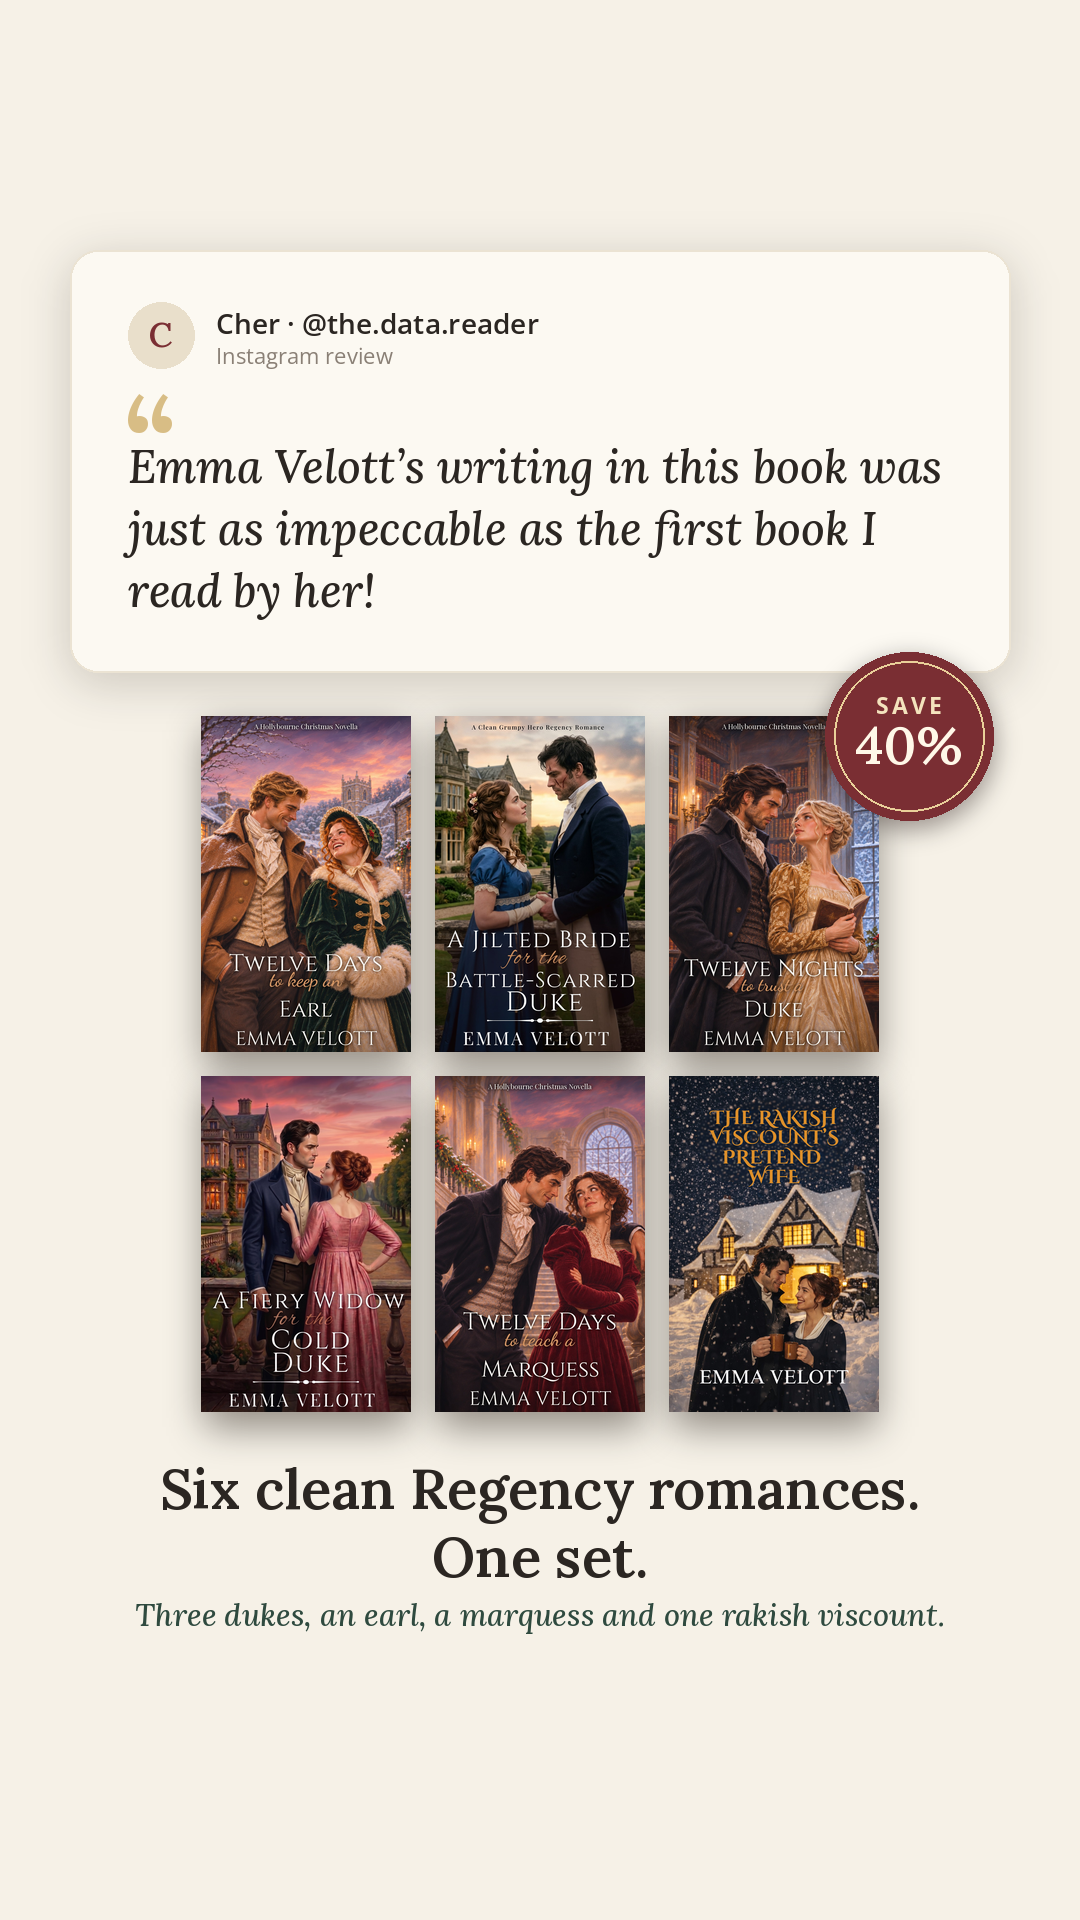 C
Cher · @the.data.reader
Instagram review
“
Emma Velott’s writing in this book was
just as impeccable as the first book I
read by her!
SAVE
40%
A Hollybourne Christmas Novella
TWELVE DAYS
to keep an
EARL
EMMA VELOTT
A Clean Grumpy Hero Regency Romance
A JILTED BRIDE
for the
BATTLE-SCARRED
DUKE
EMMA VELOTT
A Hollybourne Christmas Novella
TWELVE NIGHTS
to trust a
DUKE
EMMA VELOTT
A FIERY WIDOW
for the
COLD
DUKE
EMMA VELOTT
A Hollybourne Christmas Novella
TWELVE DAYS
to teach a
MARQUESS
EMMA VELOTT
THE RAKISH
VISCOUNT'S
PRETEND
WIFE
EMMA VELOTT
Six clean Regency romances.
One set.
Three dukes, an earl, a marquess and one rakish viscount.